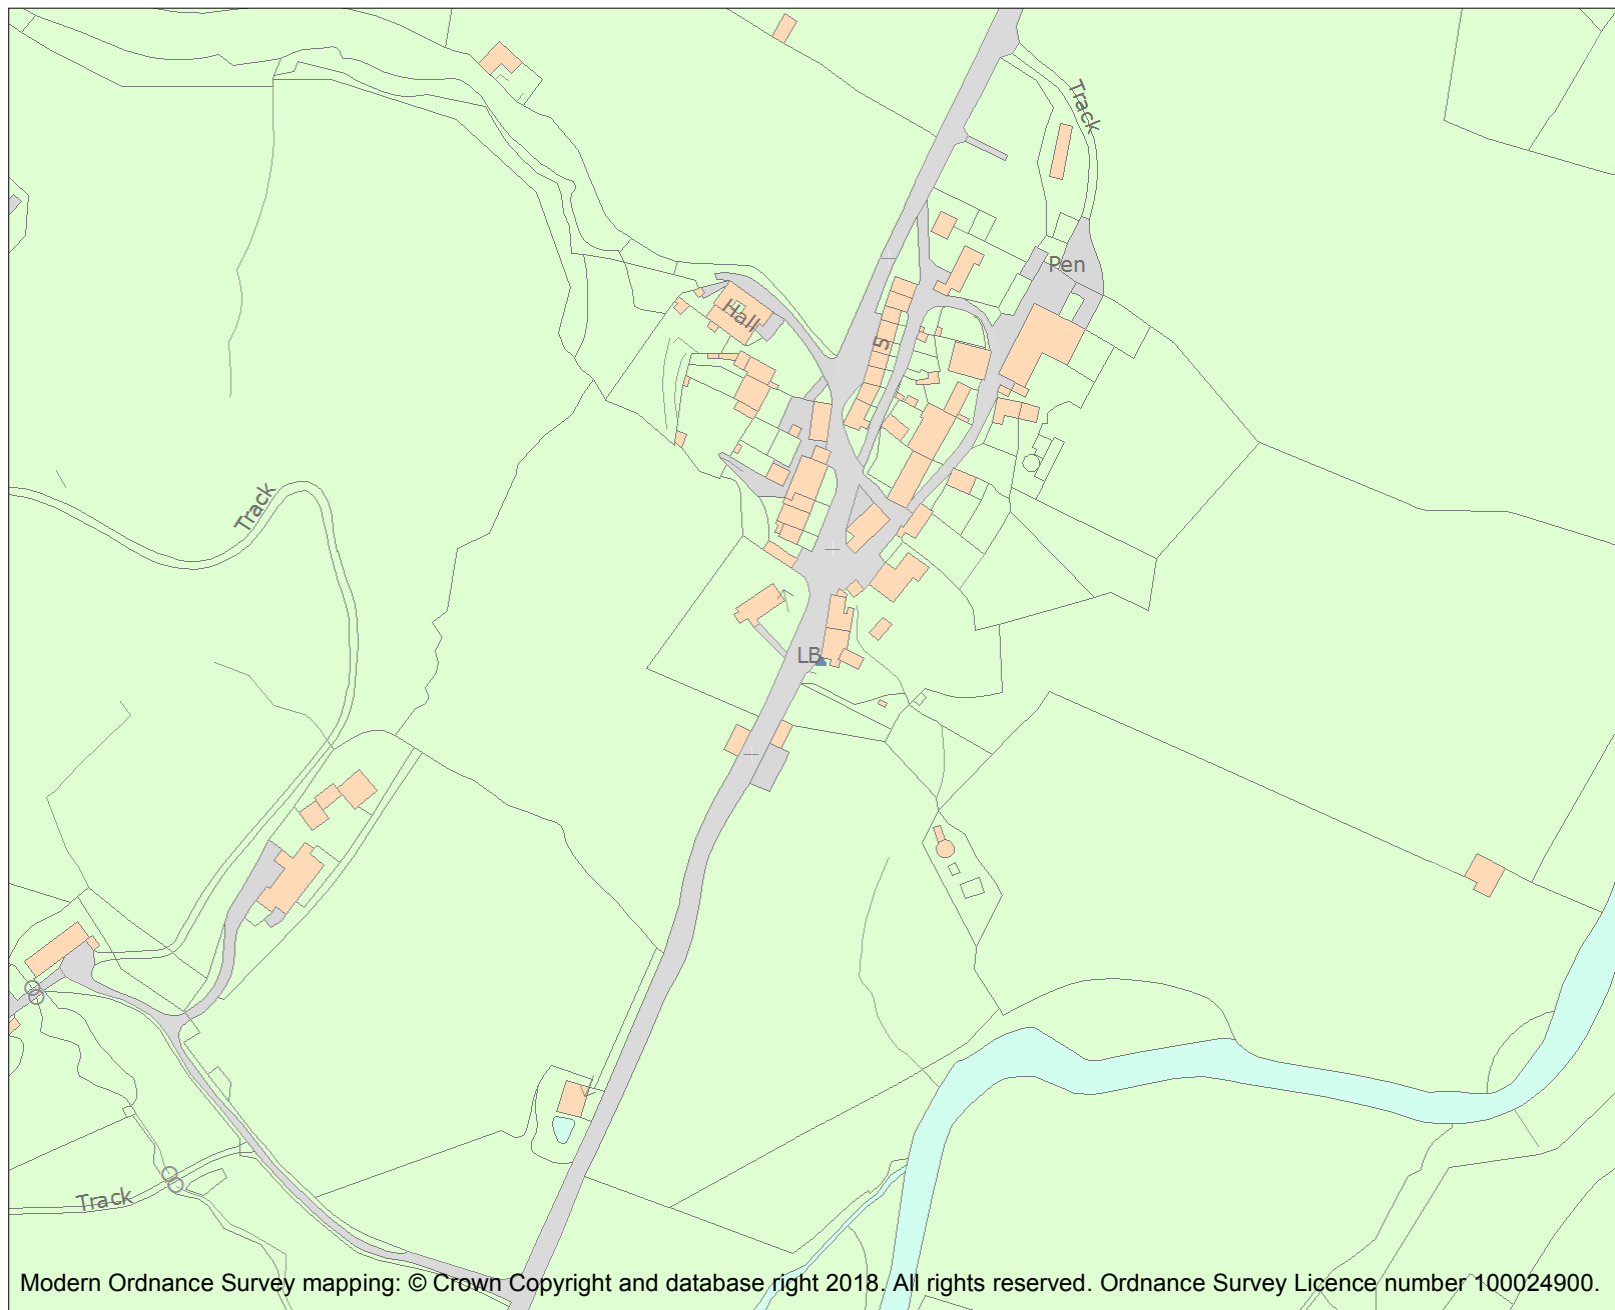 Track
Pen
Hall
5
Track
LB
Track
Modern Ordnance Survey mapping: © Crown Copyright and database right 2018. All rights reserved. Ordnance Survey Licence number 100024900.